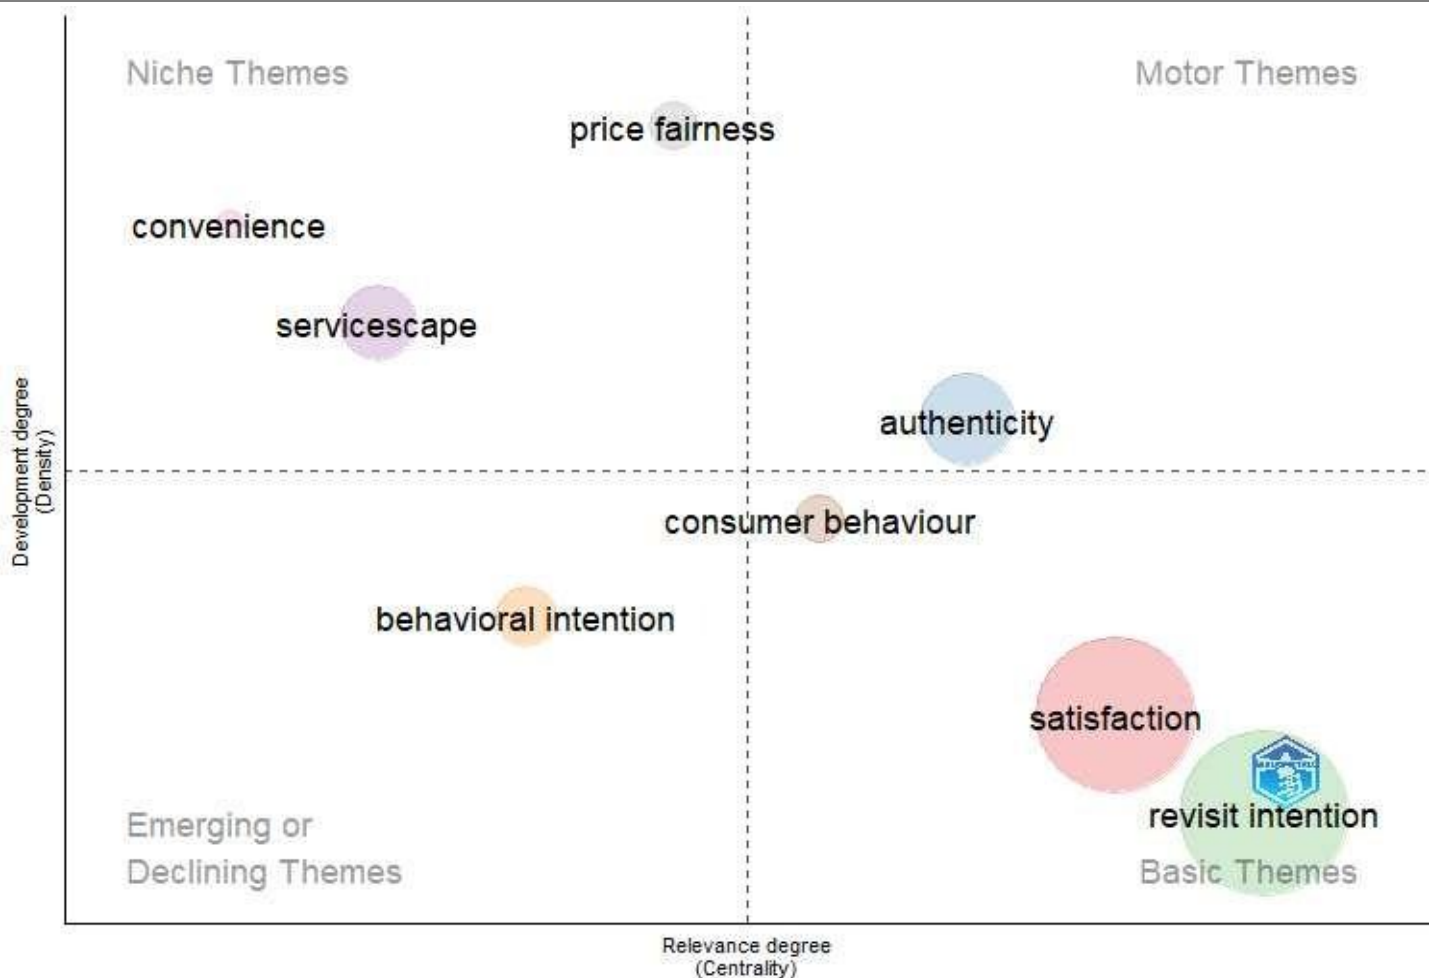 Niche Themes
Motor Themes
price fairness
convenience
servicescape
authenticity
Development degree
(Density)
consumer behaviour
behavioral intention
satisfaction
revisit intention
Emerging or
Declining Themes
Basic Themes
Relevance degree
(Centrality)